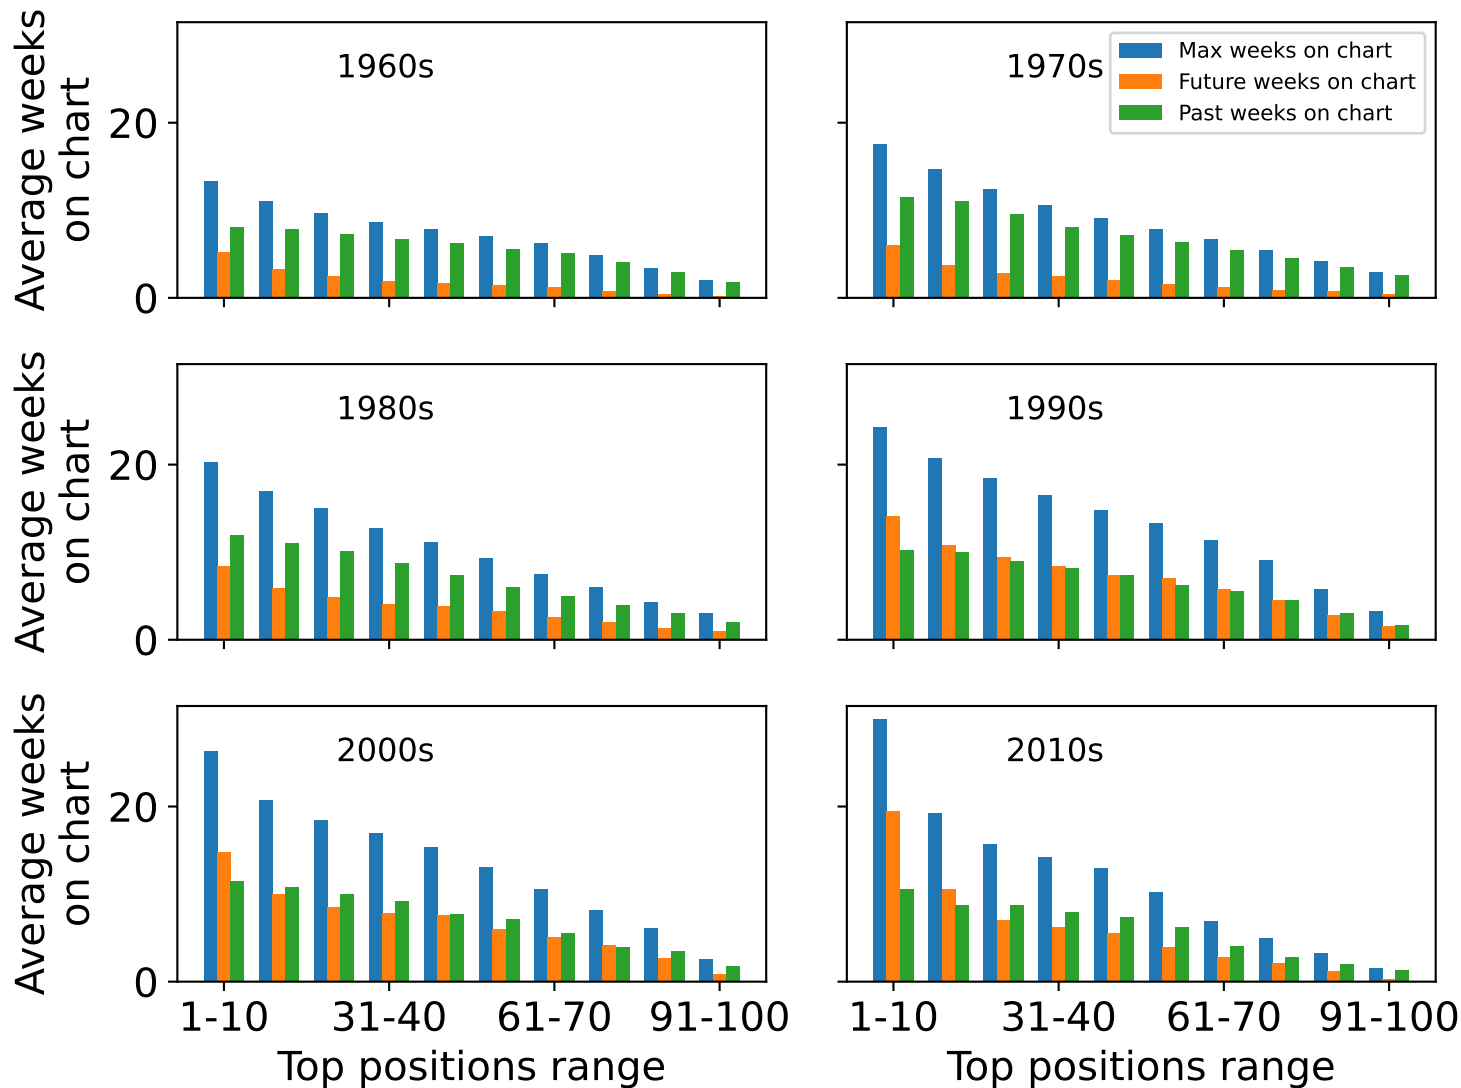 Average weeks
on chart
20
0
1960s
1970s
Max weeks on chart
Future weeks on chart
Past weeks on chart
Average weeks
on chart
20
0
1980s
1990s
Average weeks
on chart
20
0
2000s
2010s
1-10 31-40 61-70 91-100
1-10 31-40 61-70 91-100
Top positions range
Top positions range